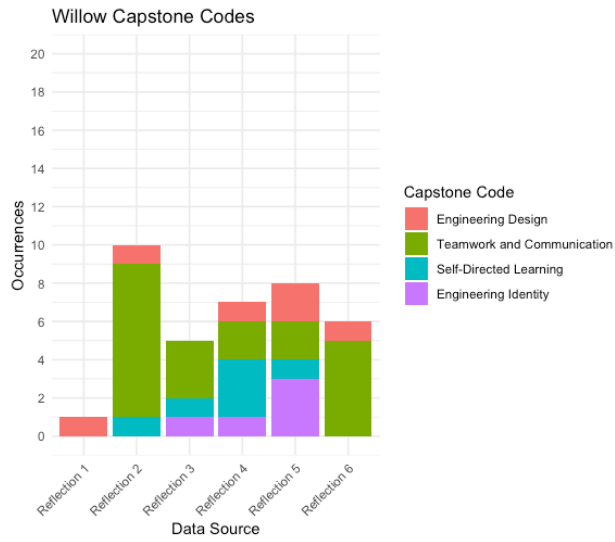 Willow Capstone Codes
20
18
16
14
12
10
8
6
4
2
0
Occurrences
Reflection 1
Reflection 2
Reflection 3
Reflection 4
Reflection 5
Reflection 6
Data Source
Capstone Code
Engineering Design
Teamwork and Communication
Self-Directed Learning
Engineering Identity